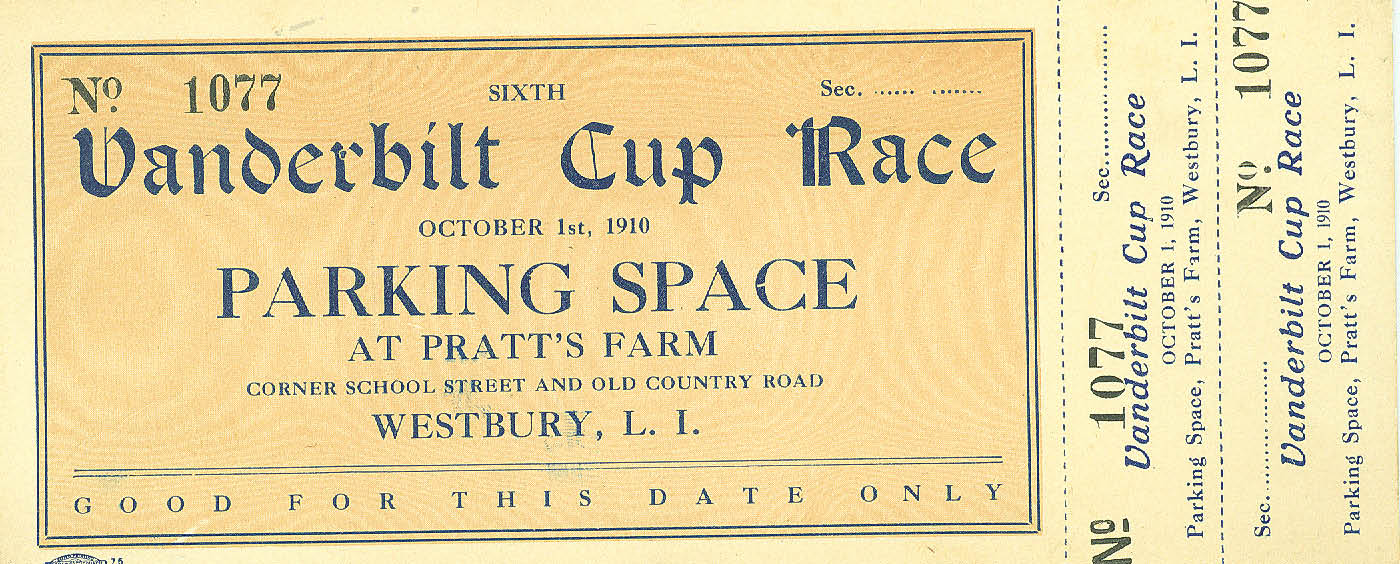 No. 1077 SIXTH Sec. ...... .......
Vanderbilt Cup Race
OCTOBER 1st, 1910
PARKING SPACE
AT PRATT'S FARM
CORNER SCHOOL STREET AND OLD COUNTRY ROAD
WESTBURY, L. I.
GOOD FOR THIS DATE ONLY
75
No. 1077 Sec...............
Vanderbilt Cup Race
OCTOBER 1, 1910
Parking Space, Pratt's Farm, Westbury, L. I.
Sec............... No. 1077
Vanderbilt Cup Race
OCTOBER 1, 1910
Parking Space, Pratt's Farm, Westbury, L. I.